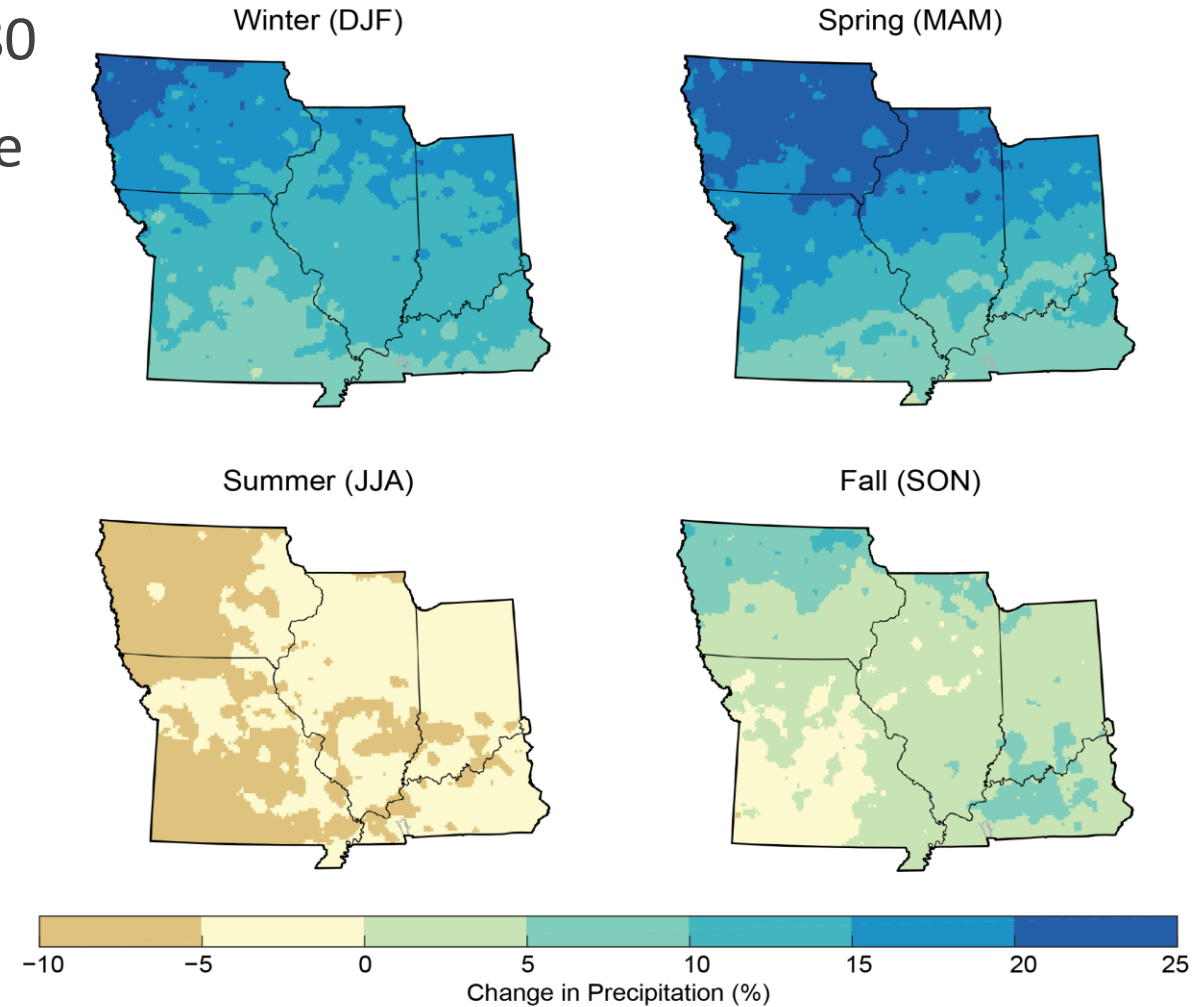 30
e
Winter (DJF)
Spring (MAM)
Summer (JJA)
Fall (SON)
−10 −5 0 5 10 15 20 25
Change in Precipitation (%)